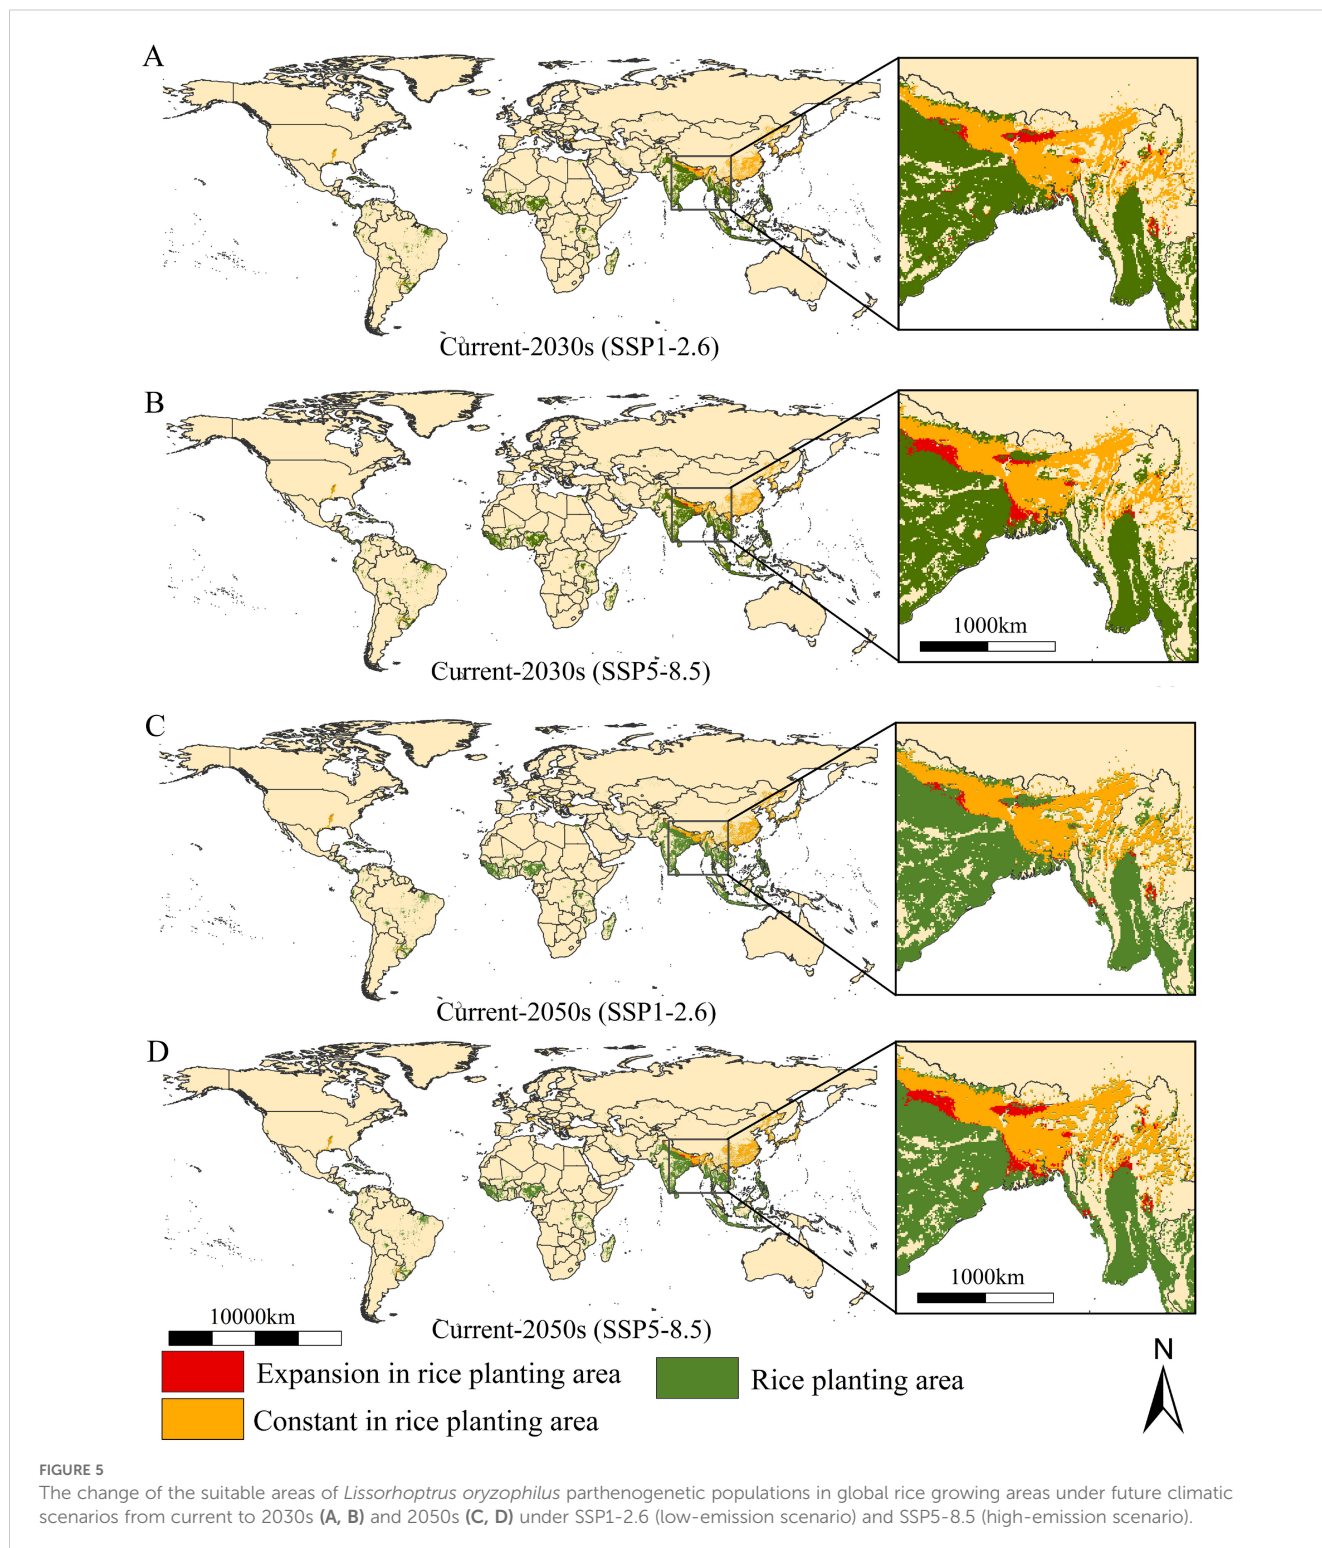 A
Current-2030s (SSP1-2.6)
B
1000km
Current-2030s (SSP5-8.5)
C
Current-2050s (SSP1-2.6)
D
1000km
10000km
Current-2050s (SSP5-8.5)
Expansion in rice planting area
Rice planting area
Constant in rice planting area
N
FIGURE 5
The change of the suitable areas of Lissorhoptrus oryzophilus parthenogenetic populations in global rice growing areas under future climatic
scenarios from current to 2030s (A, B) and 2050s (C, D) under SSP1-2.6 (low-emission scenario) and SSP5-8.5 (high-emission scenario).